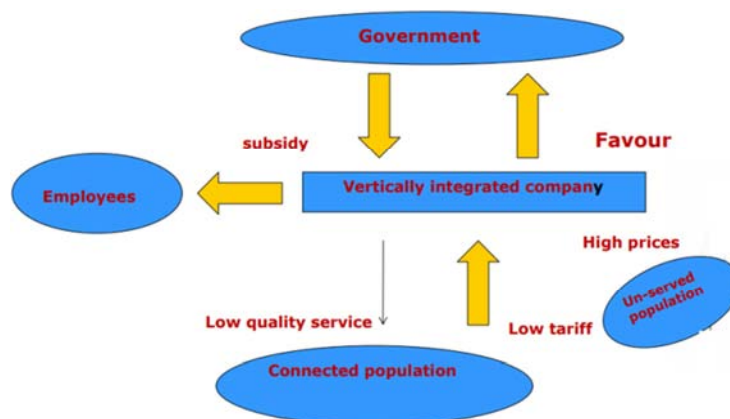 Government
subsidy
Favour
Employees
Vertically integrated company
High prices
Un-served
population
Low quality service
Low tariff
Connected population